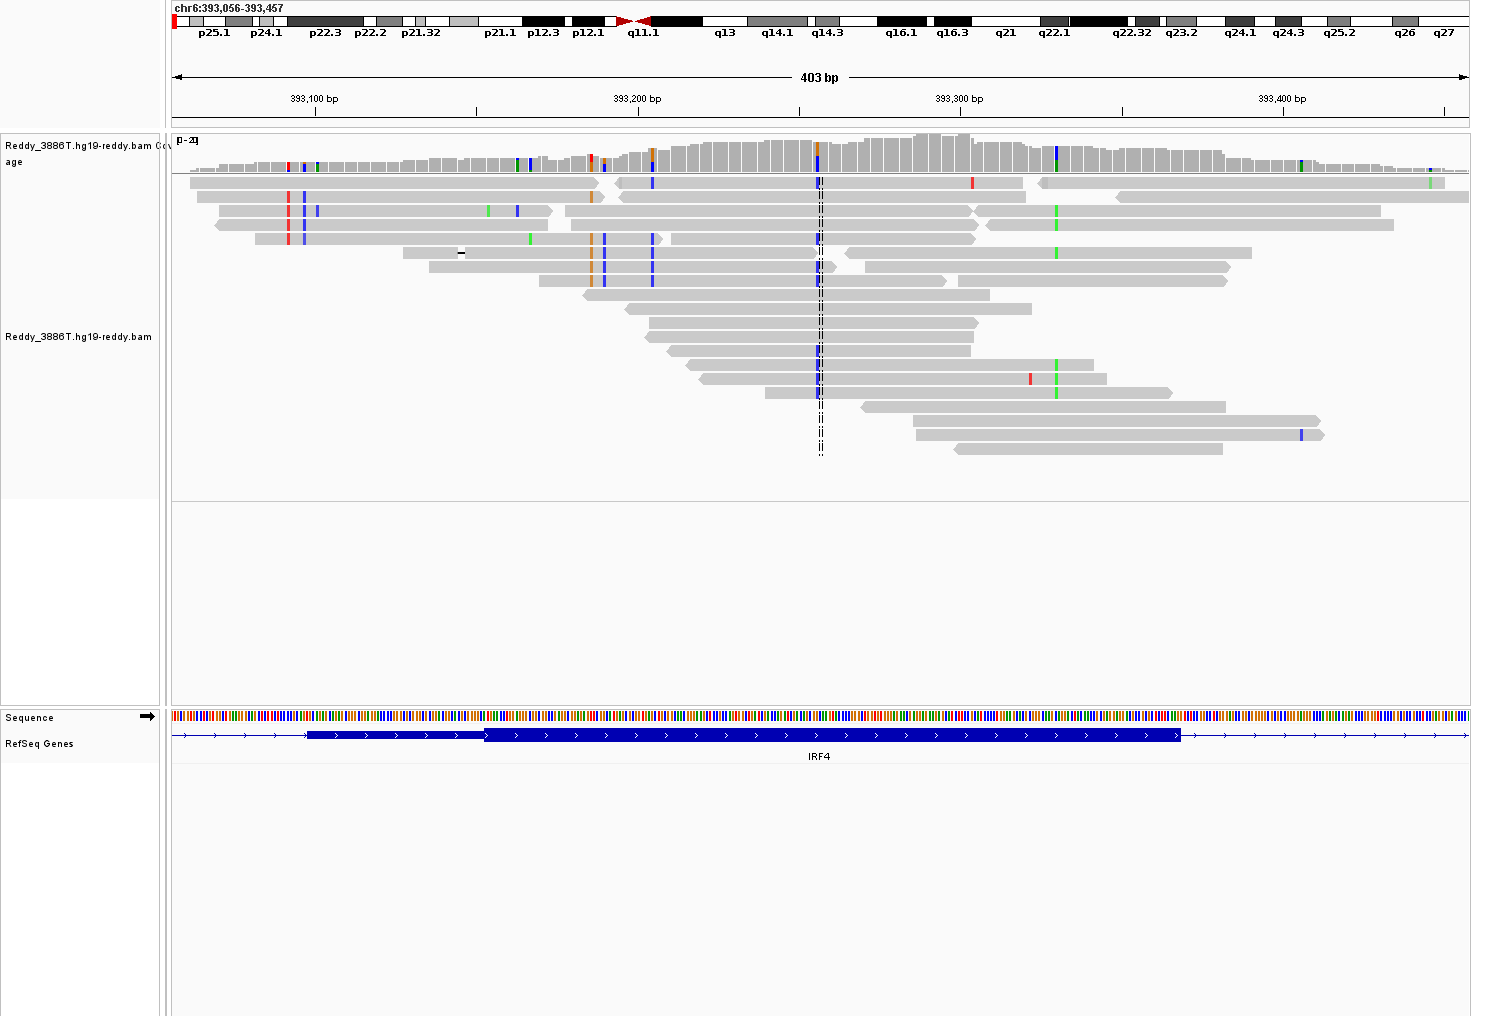 chr6:393,056-393,457
p25.1 p24.1 p22.3 p22.2 p21.32 p21.1 p12.3 p12.1 q11.1 q13 q14.1 q14.3 q16.1 q16.3 q21 q22.1 q22.32 q23.2 q24.1 q24.3 q25.2 q26 q27
403 bp
393,100 bp 393,200 bp 393,300 bp 393,400 bp
Reddy_3886T.hg19-reddy.bam Cov
age
[0 - 20]
Reddy_3886T.hg19-reddy.bam
Sequence
RefSeq Genes
IRF4